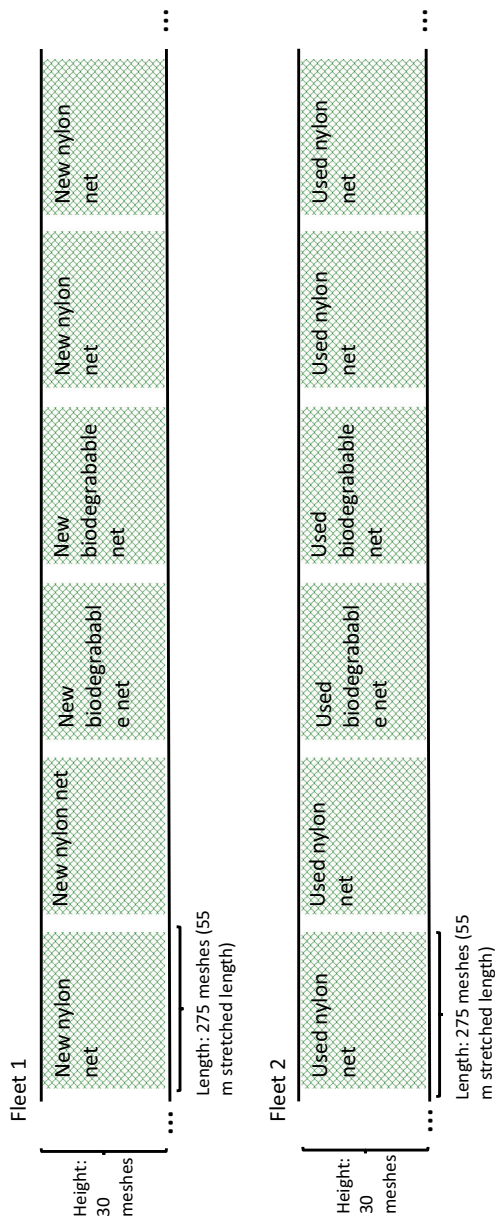 Fleet 1
...
Height:
30
meshes
New nylon
net
New nylon net
New
biodegrababl
e net
New
biodegrabable
net
New nylon
net
New nylon
net
...
Length: 275 meshes (55
m stretched length)
Fleet 2
...
Height:
30
meshes
Used nylon
net
Used nylon
net
Used
biodegrababl
e net
Used
biodegrabable
net
Used nylon
net
Used nylon
net
...
Length: 275 meshes (55
m stretched length)